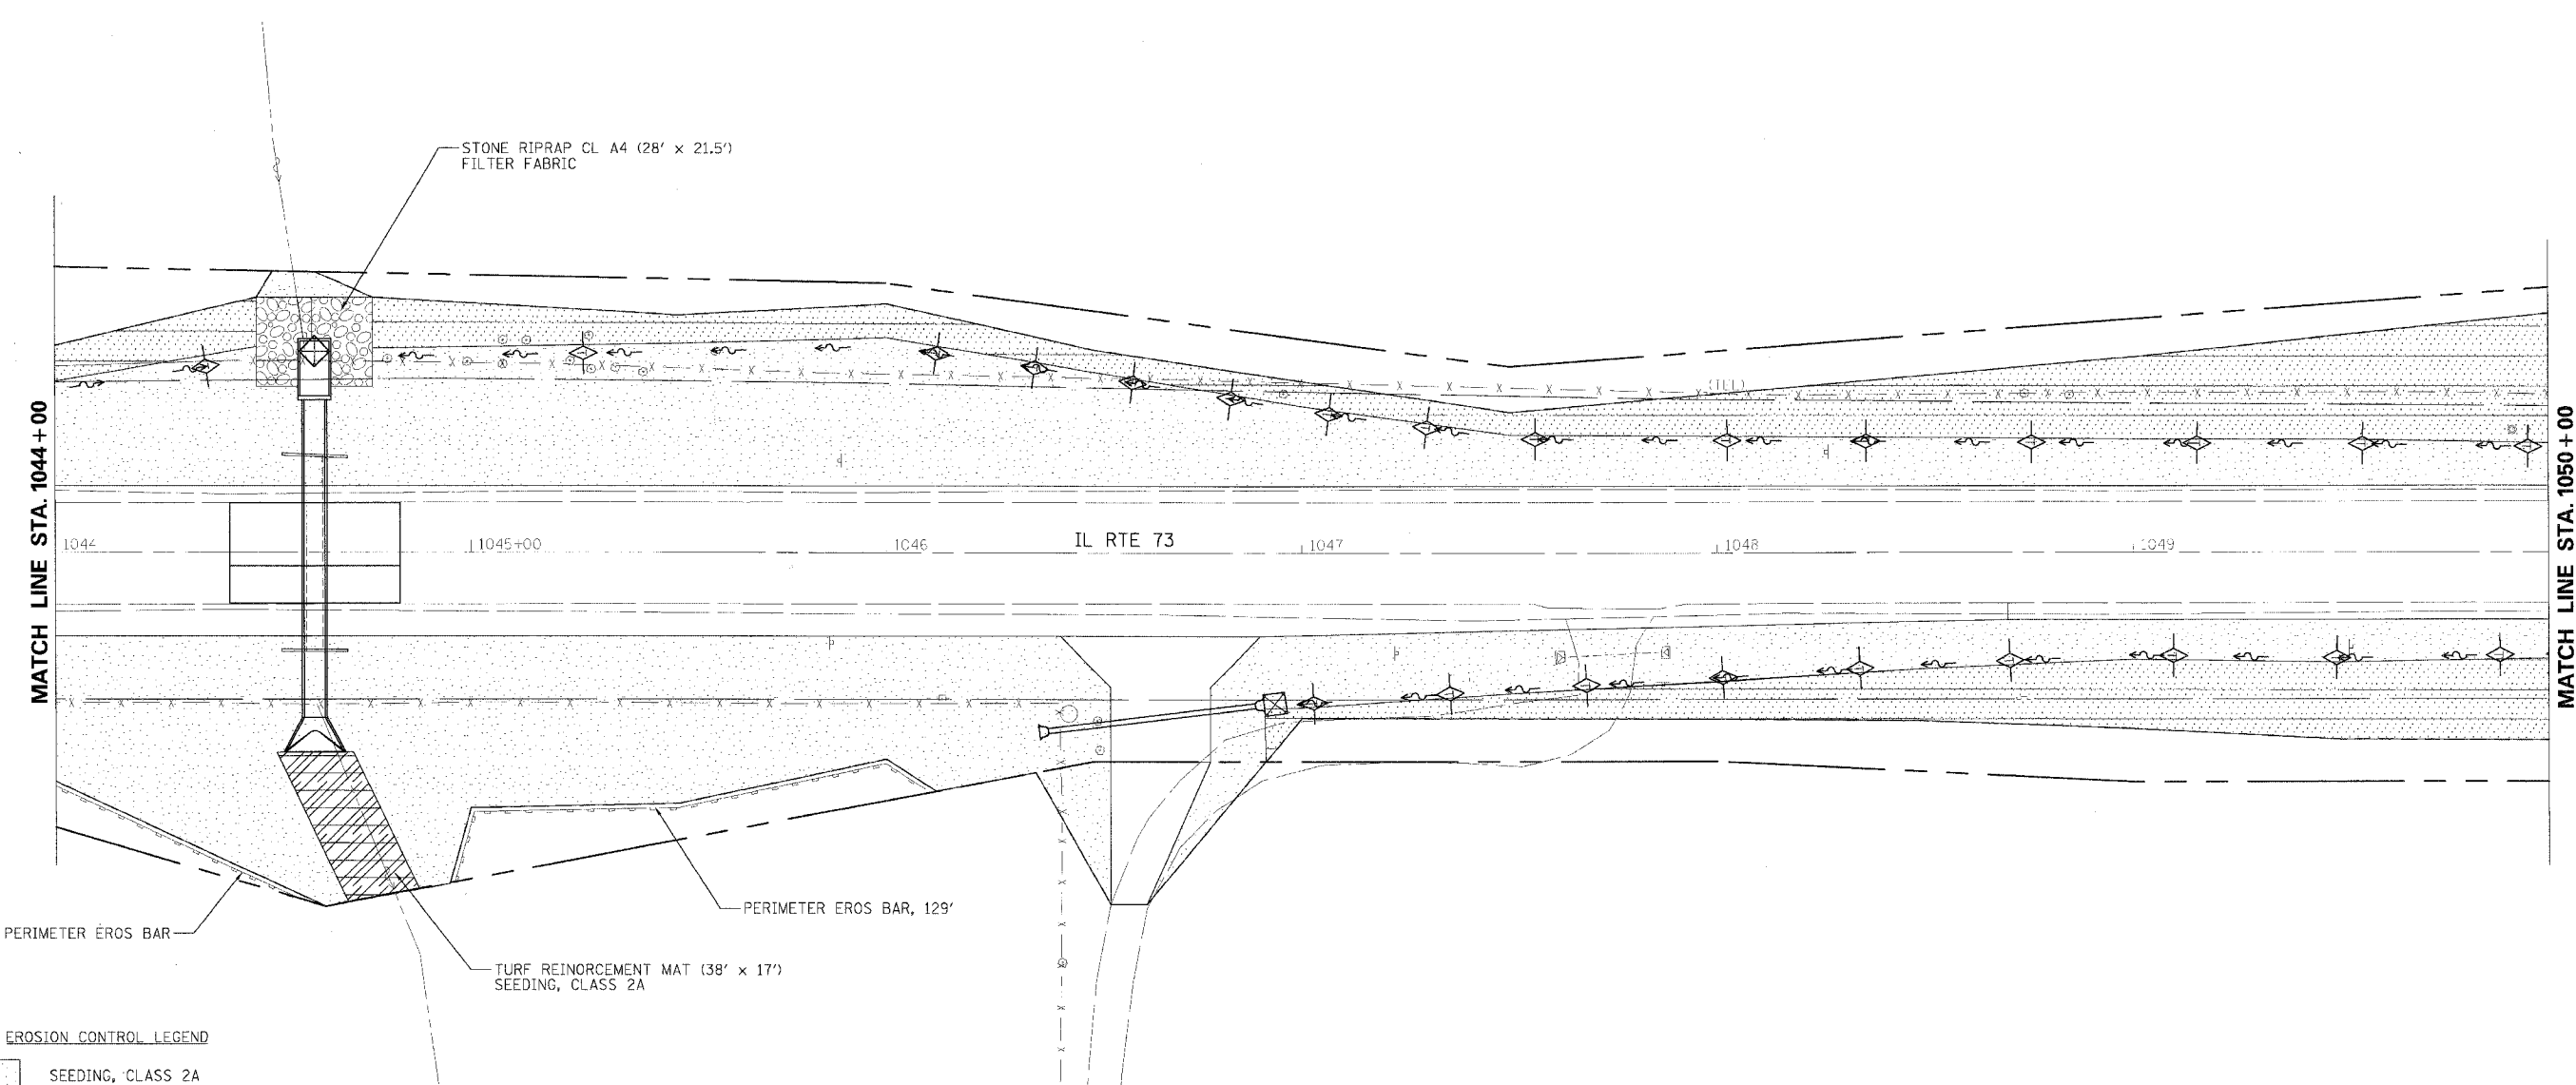 STONE RIPRAP CL A4 (28' x 21.5')
FILTER FABRIC
(TEL)
MATCH LINE STA. 1044+00
MATCH LINE STA. 1050+00
1044
1045+00
1046
IL RTE 73
1047
1048
1049
PERIMETER EROS BAR, 129'
PERIMETER EROS BAR
TURF REINORCEMENT MAT (38' x 17')
SEEDING, CLASS 2A
EROSION CONTROL LEGEND
SEEDING, CLASS 2A